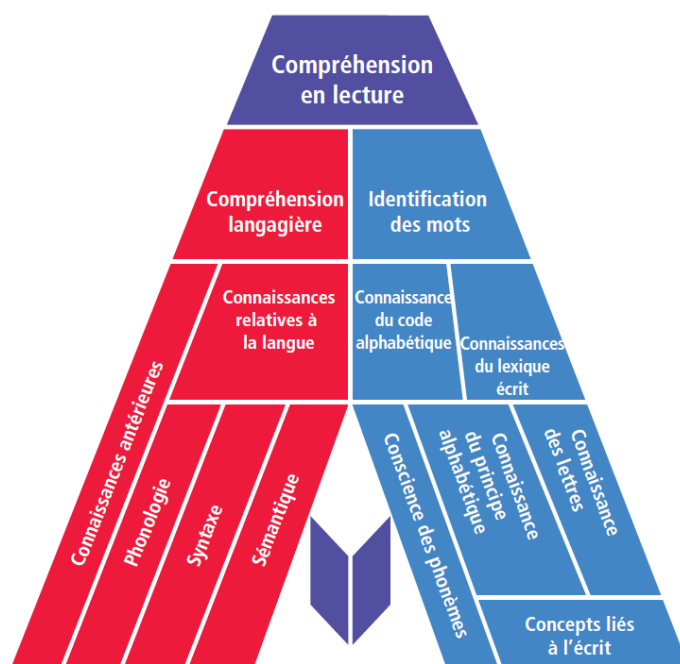 Compréhension
en lecture
Compréhension
langagière
Identification
des mots
Connaissances antérieures
Connaissances
relatives à
la langue
Connaissance
du code
alphabétique
Connaissances
du lexique
écrit
Phonologie
Syntaxe
Sémantique
Conscience des phonèmes
Connaissance
du principe
alphabétique
Connaissance
des lettres
Concepts liés
à l'écrit